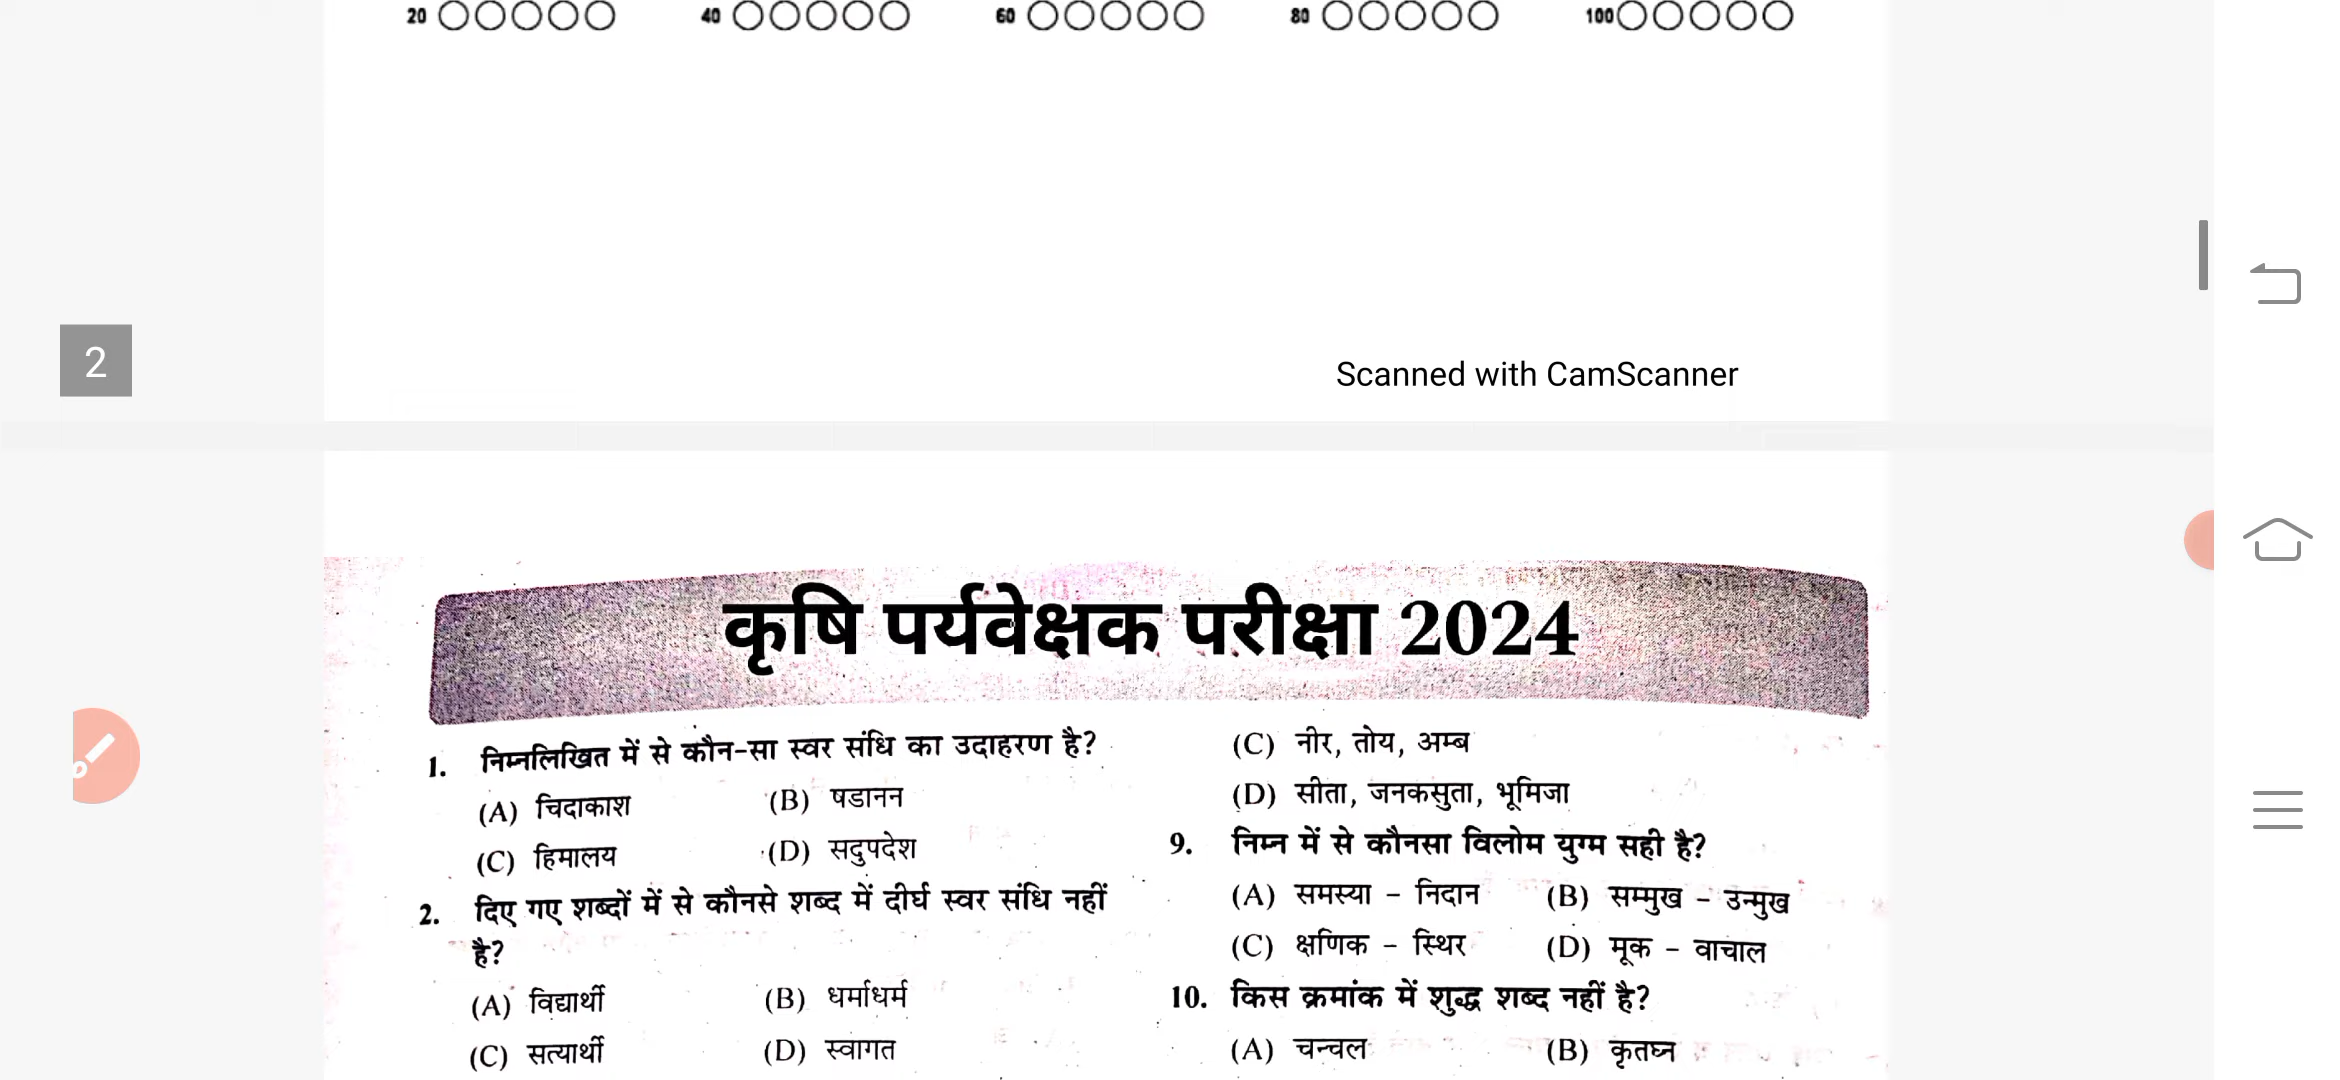 20 40 60 80 100
2
Scanned with CamScanner
कृषि पर्यवेक्षक परीक्षा 2024
1. निम्नलिखित में से कौन-सा स्वर संधि का उदाहरण है?
(A) चिदाकाश (B) षडानन
(C) हिमालय (D) सदुपदेश
2. दिए गए शब्दों में से कौनसे शब्द में दीर्घ स्वर संधि नहीं
है?
(A) विद्यार्थी (B) धर्माधर्म
(C) सत्यार्थी (D) स्वागत
(C) नीर, तोय, अम्ब
(D) सीता, जनकसुता, भूमिजा
9. निम्न में से कौनसा विलोम युग्म सही है?
(A) समस्या - निदान (B) सम्मुख - उन्मुख
(C) क्षणिक - स्थिर (D) मूक - वाचाल
10. किस क्रमांक में शुद्ध शब्द नहीं है?
(A) चन्चल (B) कृतघ्न